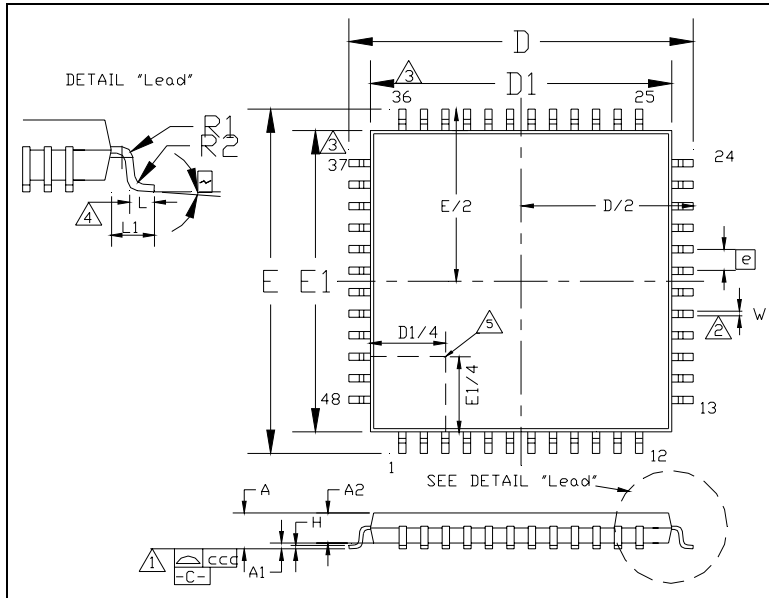 D
DETAIL "Lead"
3
D1
36
25
R1
R2
3
37
24
E/2
D/2
4
L
L1
e
E
E1
W
2
D1/4
5
E1/4
48
13
1
12
SEE DETAIL "Lead"
A
A2
H
1
ccc
-C-
A1